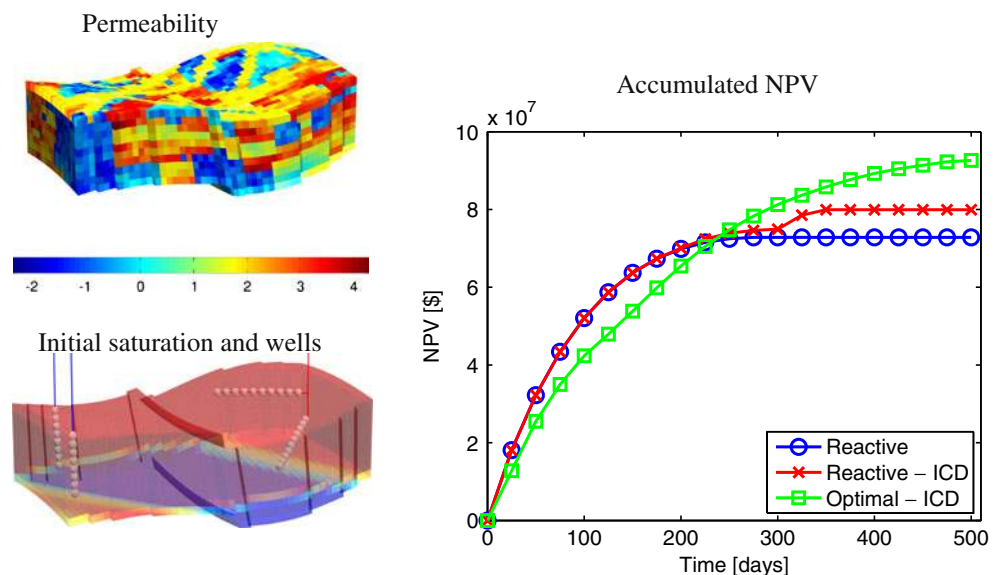 Permeability
-2 -1 0 1 2 3 4
Initial saturation and wells
Accumulated NPV
x 10^7
10
8
6
4
2
0
NPV [$]
0 100 200 300 400 500
Time [days]
Reactive
Reactive – ICD
Optimal – ICD